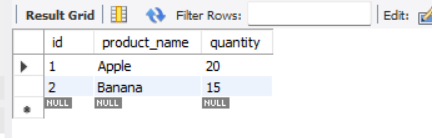 Result Grid Filter Rows: Edit:
id product_name quantity
1 Apple 20
2 Banana 15
NULL NULL NULL